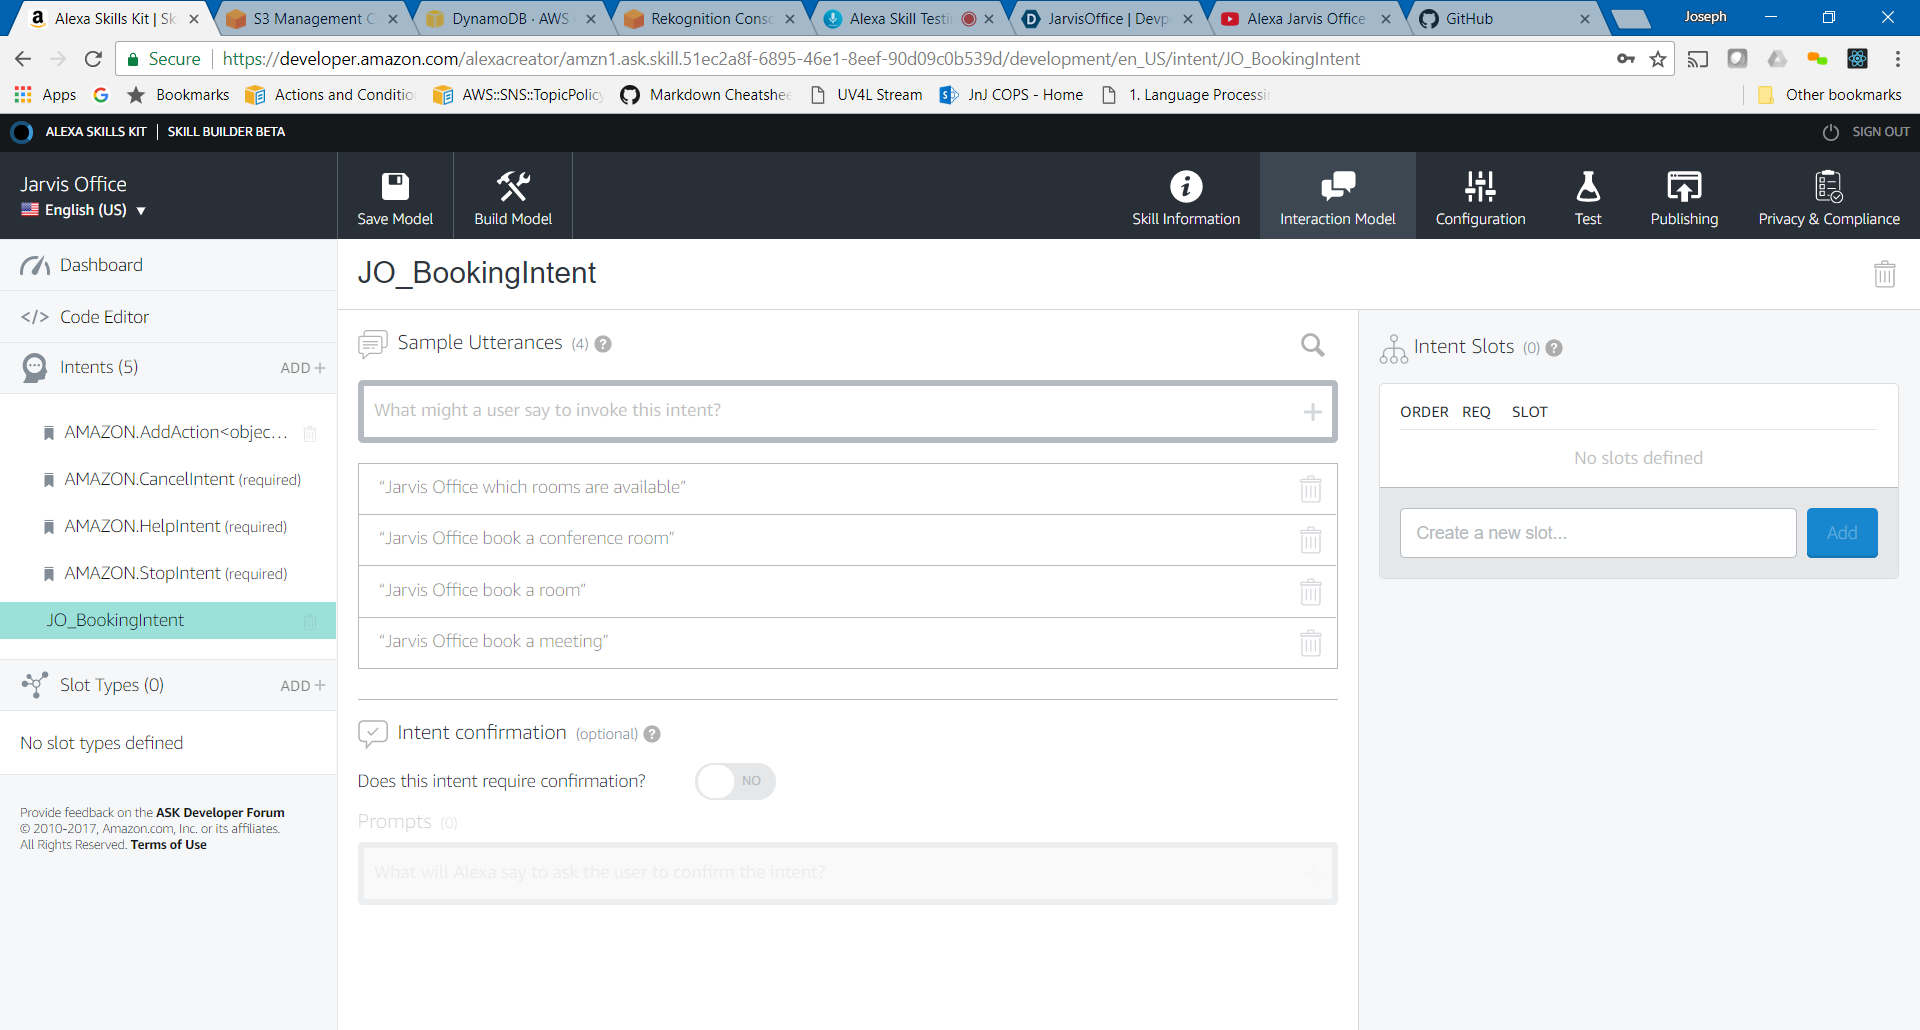 Alexa Skills Kit | Sk
S3 Management C
DynamoDB · AWS
Rekognition Conso
Alexa Skill Testi
JarvisOffice | Devp
Alexa Jarvis Office
GitHub
Joseph
Secure
https://developer.amazon.com/alexacreator/amzn1.ask.skill.51ec2a8f-6895-46e1-8eef-90d09c0b539d/development/en_US/intent/JO_BookingIntent
Apps
Bookmarks
Actions and Conditio
AWS::SNS::TopicPolicy
Markdown Cheatshee
UV4L Stream
JnJ COPS - Home
1. Language Processi
Other bookmarks
ALEXA SKILLS KIT | SKILL BUILDER BETA
SIGN OUT
Jarvis Office
English (US) ▼
Save Model
Build Model
Skill Information
Interaction Model
Configuration
Test
Publishing
Privacy & Compliance
Dashboard
Code Editor
Intents (5)
ADD +
AMAZON.AddAction<objec...
AMAZON.CancelIntent (required)
AMAZON.HelpIntent (required)
AMAZON.StopIntent (required)
JO_BookingIntent
Slot Types (0)
ADD +
No slot types defined
Provide feedback on the ASK Developer Forum
© 2010-2017, Amazon.com, Inc. or its affiliates.
All Rights Reserved. Terms of Use
JO_BookingIntent
Sample Utterances (4) ?
What might a user say to invoke this intent?
“Jarvis Office which rooms are available”
“Jarvis Office book a conference room”
“Jarvis Office book a room”
“Jarvis Office book a meeting”
Intent confirmation (optional) ?
Does this intent require confirmation?
NO
Prompts (0)
What will Alexa say to ask the user to confirm the intent?
Intent Slots (0) ?
ORDER REQ SLOT
No slots defined
Create a new slot...
Add